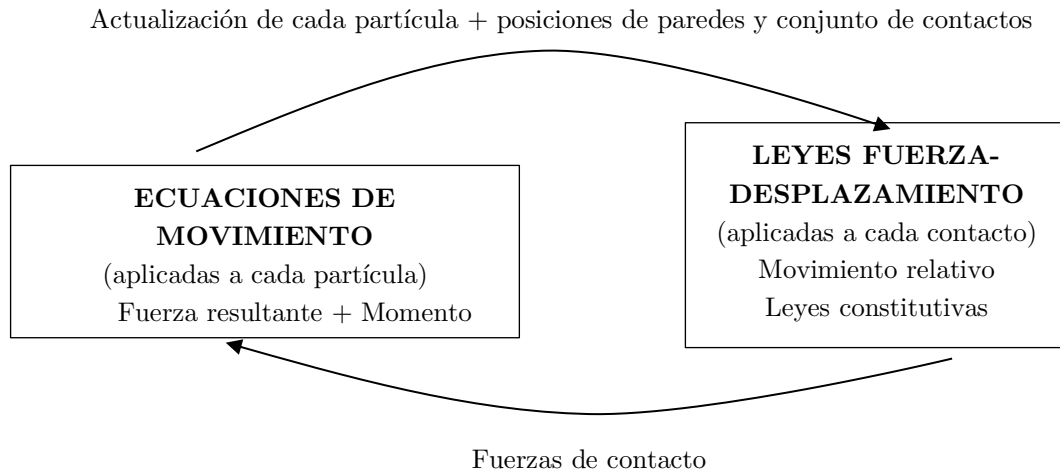 Actualización de cada partícula + posiciones de paredes y conjunto de contactos
ECUACIONES DE
MOVIMIENTO
(aplicadas a cada partícula)
Fuerza resultante + Momento
LEYES FUERZA-
DESPLAZAMIENTO
(aplicadas a cada contacto)
Movimiento relativo
Leyes constitutivas
Fuerzas de contacto